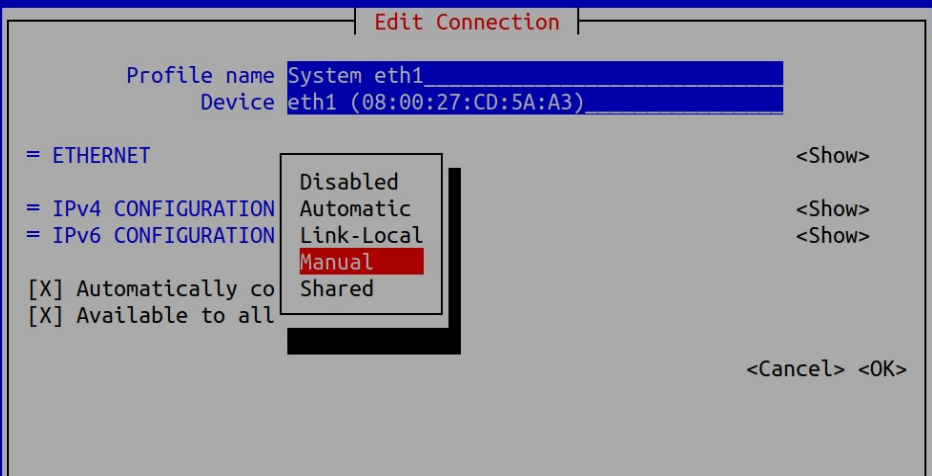 Edit Connection
Profile name System eth1
Device eth1 (08:00:27:CD:5A:A3)
= ETHERNET <Show>
Disabled
= IPv4 CONFIGURATION Automatic <Show>
= IPv6 CONFIGURATION Link-Local <Show>
Manual
[X] Automatically co Shared
[X] Available to all
<Cancel> <OK>